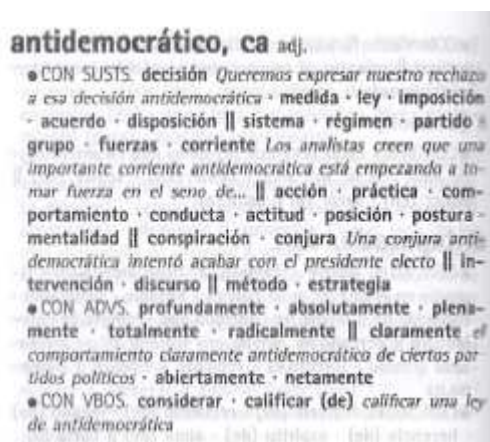 antidemocrático, ca adj.
● CON SUSTS. decisión Queremos expresar nuestro rechazo
a esa decisión antidemocrática · medida · ley · imposición
· acuerdo · disposición || sistema · régimen · partido ·
grupo · fuerzas · corriente Los analistas creen que una
importante corriente antidemocrática está empezando a to-
mar fuerza en el seno de... || acción · práctica · com-
portamiento · conducta · actitud · posición · postura ·
mentalidad || conspiración · conjura Una conjura anti-
democrática intentó acabar con el presidente electo || in-
tervención · discurso || método · estrategia
● CON ADVS. profundamente · absolutamente · plena-
mente · totalmente · radicalmente || claramente el
comportamiento claramente antidemocrático de ciertos par
tidos políticos · abiertamente · netamente
● CON VBOS. considerar · calificar (de) calificar una ley
de antidemocrática